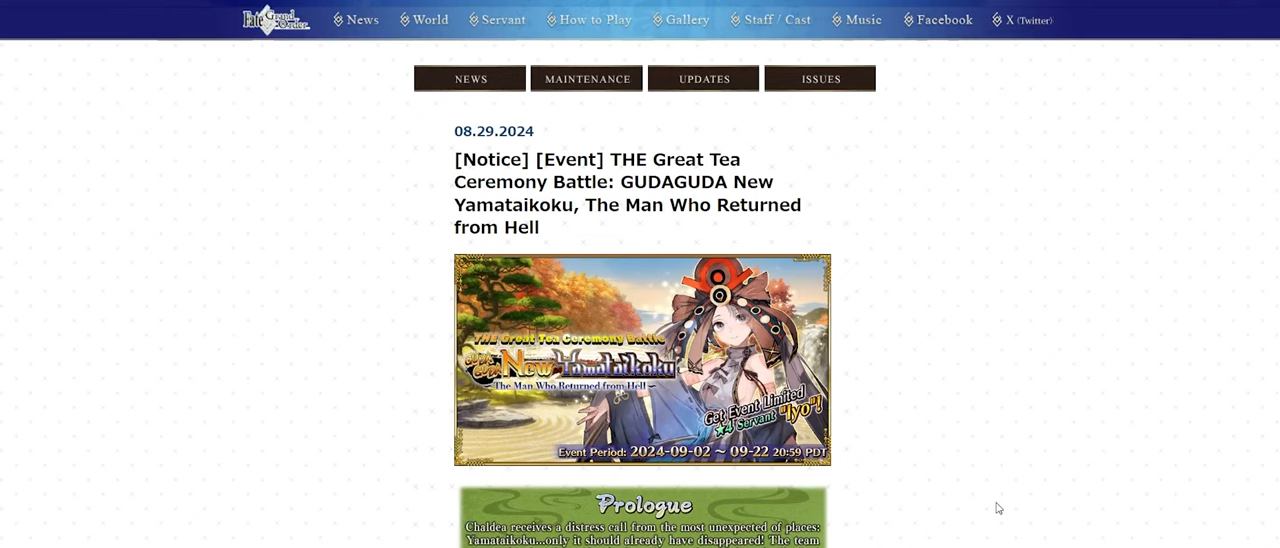 Fate Grand Order
News
World
Servant
How to Play
Gallery
Staff / Cast
Music
Facebook
X (Twitter)
NEWS
MAINTENANCE
UPDATES
ISSUES
08.29.2024
[Notice] [Event] THE Great Tea
Ceremony Battle: GUDAGUDA New
Yamataikoku, The Man Who Returned
from Hell
THE Great Tea Ceremony Battle
GUDA GUDA New Yamataikoku
~The Man Who Returned from Hell~
Get Event Limited
★4 Servant "Iyo"!
Event Period: 2024-09-02 ~ 09-22 20:59 PDT
Prologue
Chaldea receives a distress call from the most unexpected of places:
Yamataikoku...only it should already have disappeared! The team